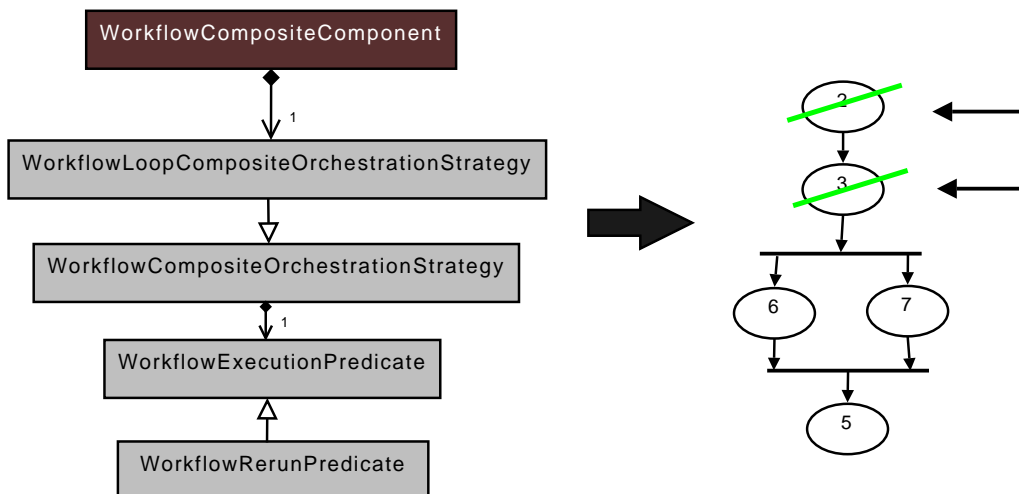 WorkflowCompositeComponent
1
WorkflowLoopCompositeOrchestrationStrategy
WorkflowCompositeOrchestrationStrategy
1
WorkflowExecutionPredicate
WorkflowRerunPredicate
2
3
6
7
5